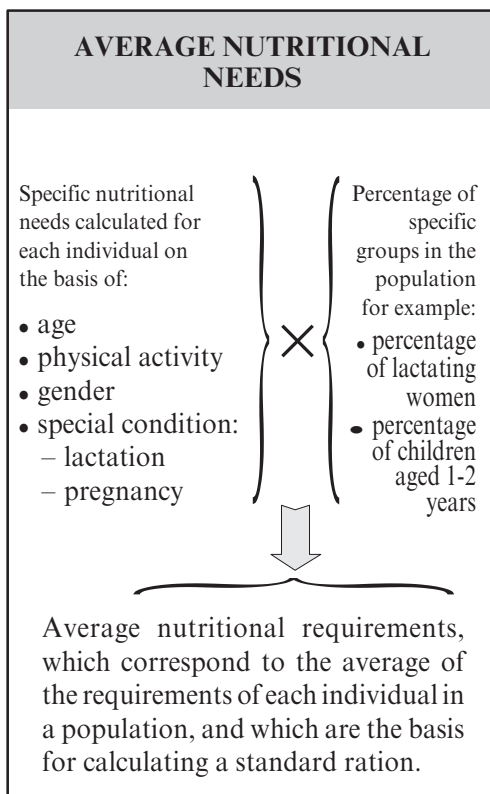 AVERAGE NUTRITIONAL
NEEDS
Specific nutritional
needs calculated for
each individual on
the basis of:
• age
• physical activity
• gender
• special condition:
– lactation
– pregnancy
×
Percentage of
specific
groups in the
population
for example:
• percentage
of lactating
women
• percentage
of children
aged 1-2
years
Average nutritional requirements,
which correspond to the average of
the requirements of each individual in
a population, and which are the basis
for calculating a standard ration.